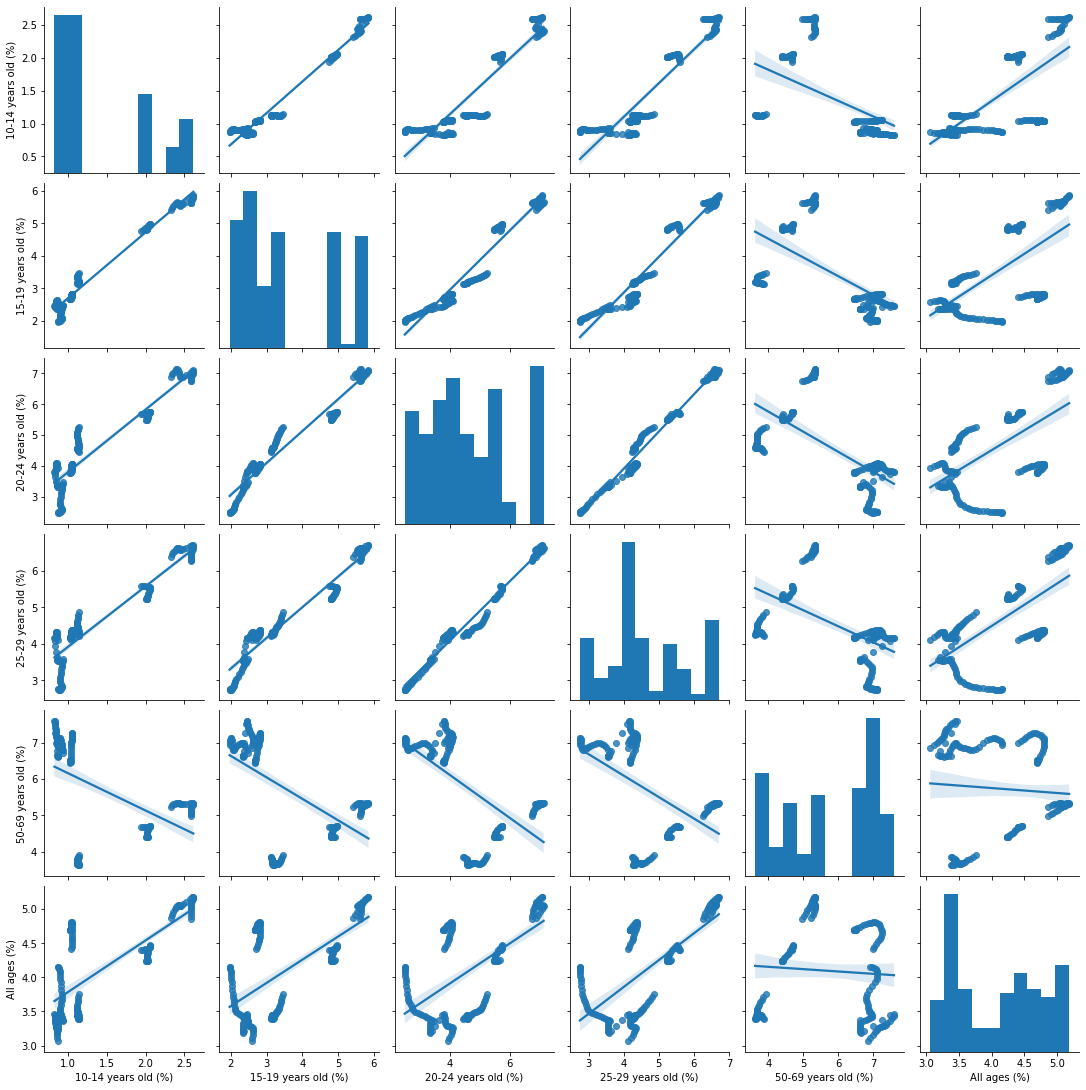 10-14 years old (%)
2.5
2.0
1.5
1.0
0.5
15-19 years old (%)
6
5
4
3
2
20-24 years old (%)
7
6
5
4
3
25-29 years old (%)
6
5
4
3
50-69 years old (%)
7
6
5
4
All ages (%)
5.0
4.5
4.0
3.5
3.0
1.0 1.5 2.0 2.5
2 3 4 5 6
4 6
3 4 5 6 7
4 5 6 7
3.0 3.5 4.0 4.5 5.0
10-14 years old (%)
15-19 years old (%)
20-24 years old (%)
25-29 years old (%)
50-69 years old (%)
All ages (%)